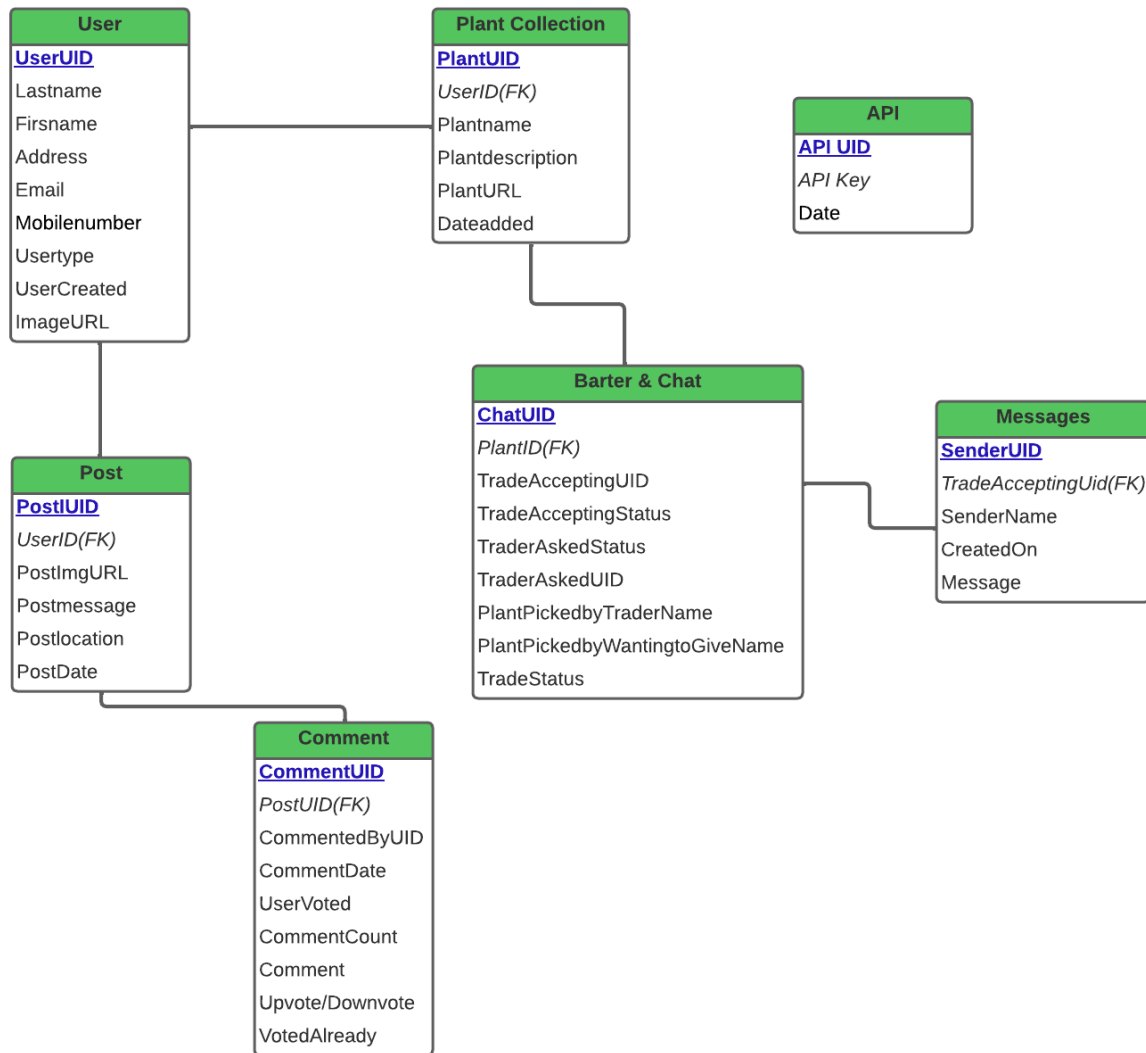 User
UserUID
Lastname
Firsname
Address
Email
Mobilenumber
Usertype
UserCreated
ImageURL
Plant Collection
PlantUID
UserID(FK)
Plantname
Plantdescription
PlantURL
Dateadded
API
API UID
API Key
Date
Barter & Chat
ChatUID
PlantID(FK)
TradeAcceptingUID
TradeAcceptingStatus
TraderAskedStatus
TraderAskedUID
PlantPickedbyTraderName
PlantPickedbyWantingtoGiveName
TradeStatus
Messages
SenderUID
TradeAcceptingUid(FK)
SenderName
CreatedOn
Message
Post
PostIUID
UserID(FK)
PostImgURL
Postmessage
Postlocation
PostDate
Comment
CommentUID
PostUID(FK)
CommentedByUID
CommentDate
UserVoted
CommentCount
Comment
Upvote/Downvote
VotedAlready